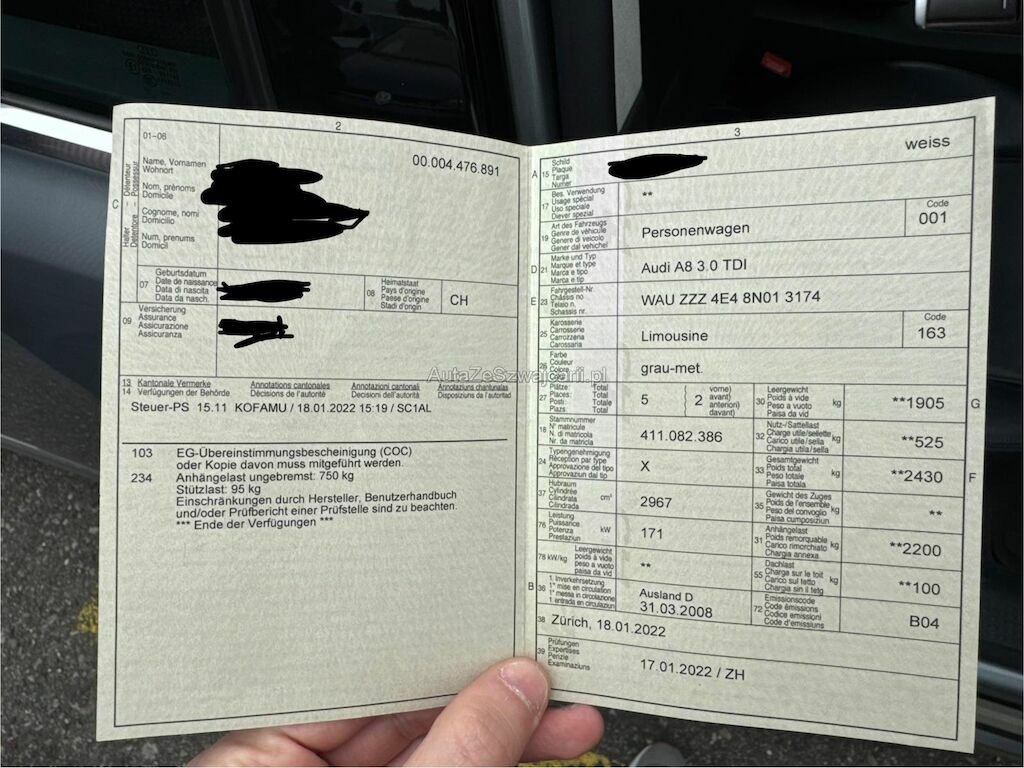 2
01-06
00.004.476.891
C
Halter - Détenteur
Detentore - Possessur
Name, Vornamen
Wohnort
Nom, prénoms
Domicile
Cognome, nomi
Domicilio
Num, prenums
Domicil
07
Geburtsdatum
Date de naissance
Data di nascita
Data da nasch.
08
Heimatstaat
Pays d'origine
Paese d'origine
Stadi d'origin
CH
09
Versicherung
Assurance
Assicurazione
Assicuranza
13 Kantonale Vermerke
14 Verfügungen der Behörde
Annotations cantonales
Décisions de l'autorité
Annotazioni cantonali
Decisioni dell'autorità
Annotaziuns chantunalas
Disposiziuns da l'autoritad
Steuer-PS 15.11 KOFAMU / 18.01.2022 15:19 / SC1AL
103 EG-Übereinstimmungsbescheinigung (COC)
oder Kopie davon muss mitgeführt werden.
234 Anhängelast ungebremst: 750 kg
Stützlast: 95 kg
Einschränkungen durch Hersteller, Benutzerhandbuch
und/oder Prüfbericht einer Prüfstelle sind zu beachten.
*** Ende der Verfügungen ***
3
A 15
Schild
Plaque
Targa
Numer
weiss
17
Bes. Verwendung
Usage spécial
Uso speciale
Diever spezial
**
19
Art des Fahrzeugs
Genre de véhicule
Genere di veicolo
Gener dal vehichel
Personenwagen
Code
001
D 21
Marke und Typ
Marque et type
Marca e tipo
Marca e tip
Audi A8 3.0 TDI
E 23
Fahrgestell-Nr.
Châssis no
Telaio n.
Schassis nr.
WAU ZZZ 4E4 8N01 3174
25
Karosserie
Carrosserie
Carrozzeria
Carossaria
Limousine
Code
163
26
Farbe
Couleur
Colore
grau-met.
AutaZeSzwajcarii.pl
27
Plätze: Total
Places: Total
Posti: Totale
Plazs: Total
5 { 2
vorne)
avant)
anteriori)
davant)
30
Leergewicht
Poids à vide
Peso a vuoto
Paisa da vid
kg
**1905
G
18
Stammnummer
N° matricule
N. di matricola
Nr. da matricla
411.082.386
32
Nutz-/Sattellast
Charge utile/sellette
Carico utile/sella
Chargia utila/sella
kg
**525
24
Typengenehmigung
Réception par type
Approvazione del tipo
Approvaziun dal tip
X
33
Gesamtgewicht
Poids total
Peso totale
Paisa totala
kg
**2430
F
37
Hubraum
Cylindrée
Cilindrata
Cilindrada
cm³
2967
35
Gewicht des Zuges
Poids de l'ensemble
Peso del convoglio
Paisa cumposiziun
kg
**
76
Leistung
Puissance
Potenza
Prestaziun
kW
171
31
Anhängelast
Poids remorquable
Carico rimorchiato
Chargia annexa
kg
**2200
78 kW/kg
Leergewicht
poids à vide
peso a vuoto
paisa da vid
**
55
Dachlast
Charge sur le toit
Carico sul tetto
Chargia sin il tetg
kg
**100
B 36
1. Inverkehrsetzung
1re mise en circulation
1a messa in circolazione
1. entrada en circulaziun
Ausland D
31.03.2008
72
Emissionscode
Code émissions
Codice emissioni
Code d'emissiuns
B04
38
Zürich, 18.01.2022
39
Prüfungen
Expertises
Perizie
Examinaziuns
17.01.2022 / ZH